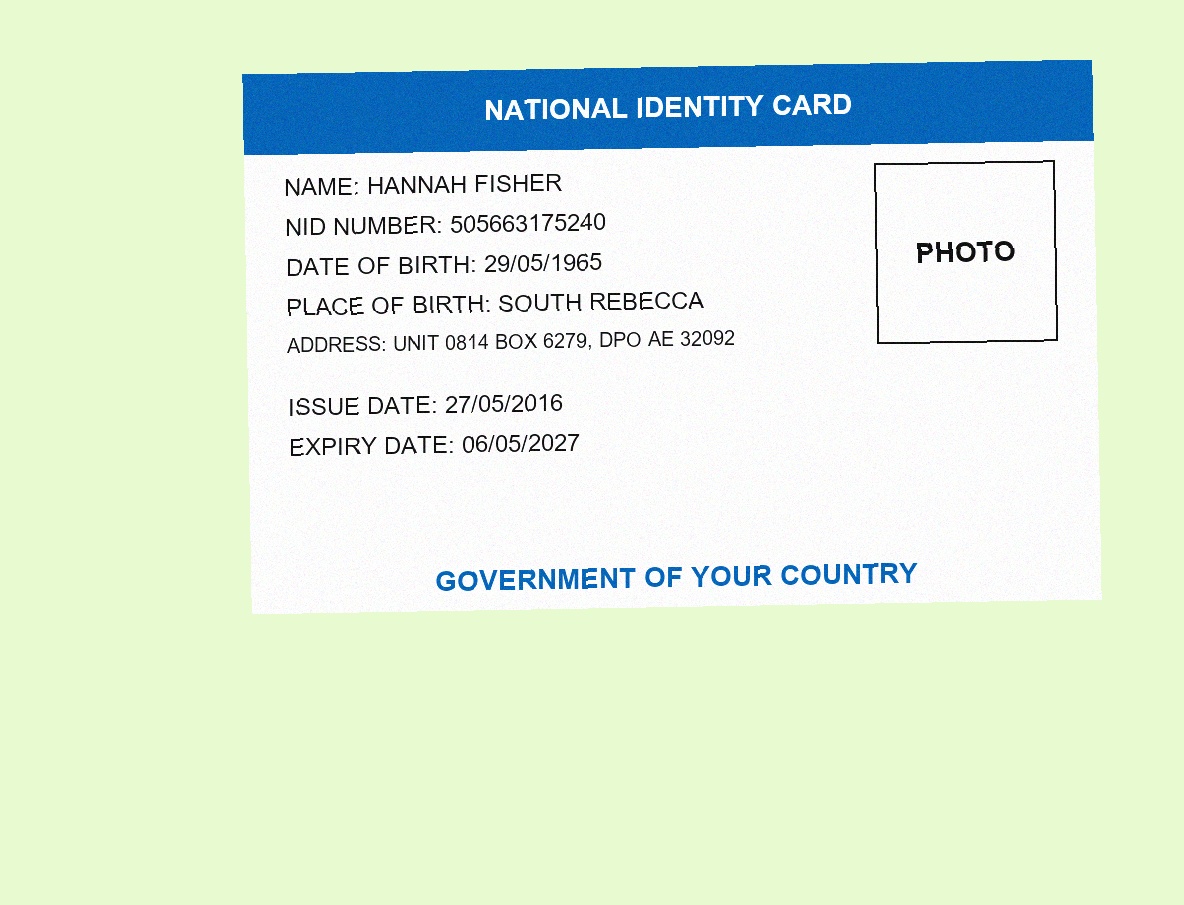 NATIONAL IDENTITY CARD
NAME: HANNAH FISHER
NID NUMBER: 505663175240
DATE OF BIRTH: 29/05/1965
PLACE OF BIRTH: SOUTH REBECCA
ADDRESS: UNIT 0814 BOX 6279, DPO AE 32092
PHOTO
ISSUE DATE: 27/05/2016
EXPIRY DATE: 06/05/2027
GOVERNMENT OF YOUR COUNTRY